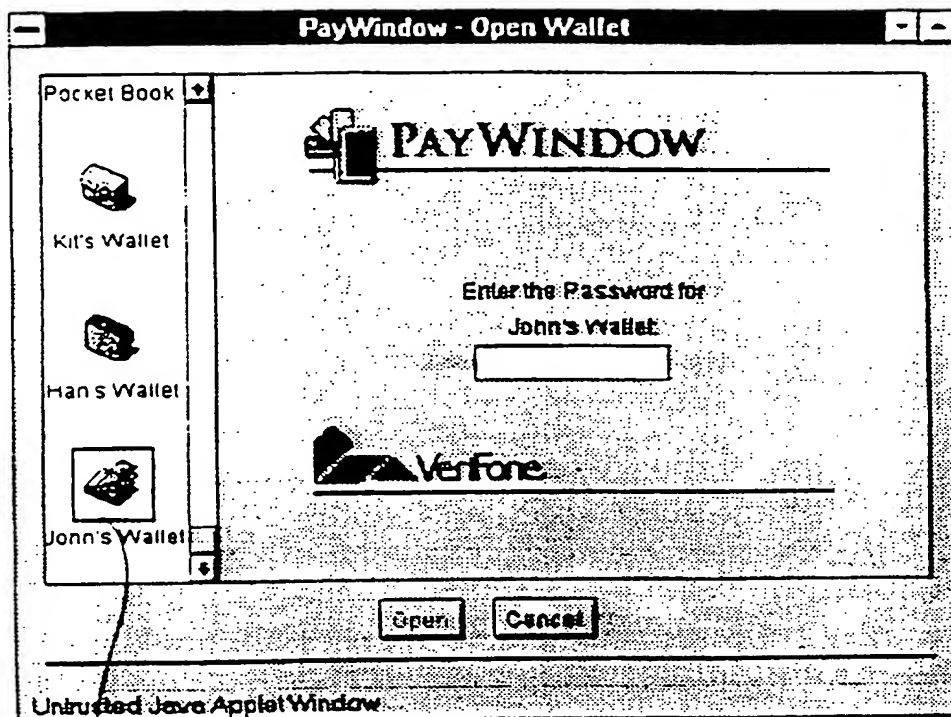 PayWindow - Open Wallet
Pocket Book
Kit's Wallet
Han's Wallet
John's Wallet
PAYWINDOW
Enter the Password for
John's Wallet:
VeriFone
Open
Cancel
Untrusted Java Applet Window